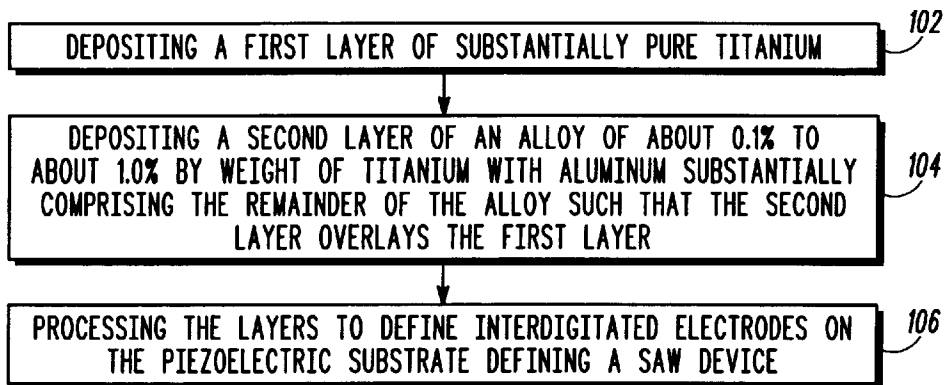 DEPOSITING A FIRST LAYER OF SUBSTANTIALLY PURE TITANIUM
102
DEPOSITING A SECOND LAYER OF AN ALLOY OF ABOUT 0.1% TO
ABOUT 1.0% BY WEIGHT OF TITANIUM WITH ALUMINUM SUBSTANTIALLY
COMPRISING THE REMAINDER OF THE ALLOY SUCH THAT THE SECOND
LAYER OVERLAYS THE FIRST LAYER
104
PROCESSING THE LAYERS TO DEFINE INTERDIGITATED ELECTRODES ON
THE PIEZOELECTRIC SUBSTRATE DEFINING A SAW DEVICE
106